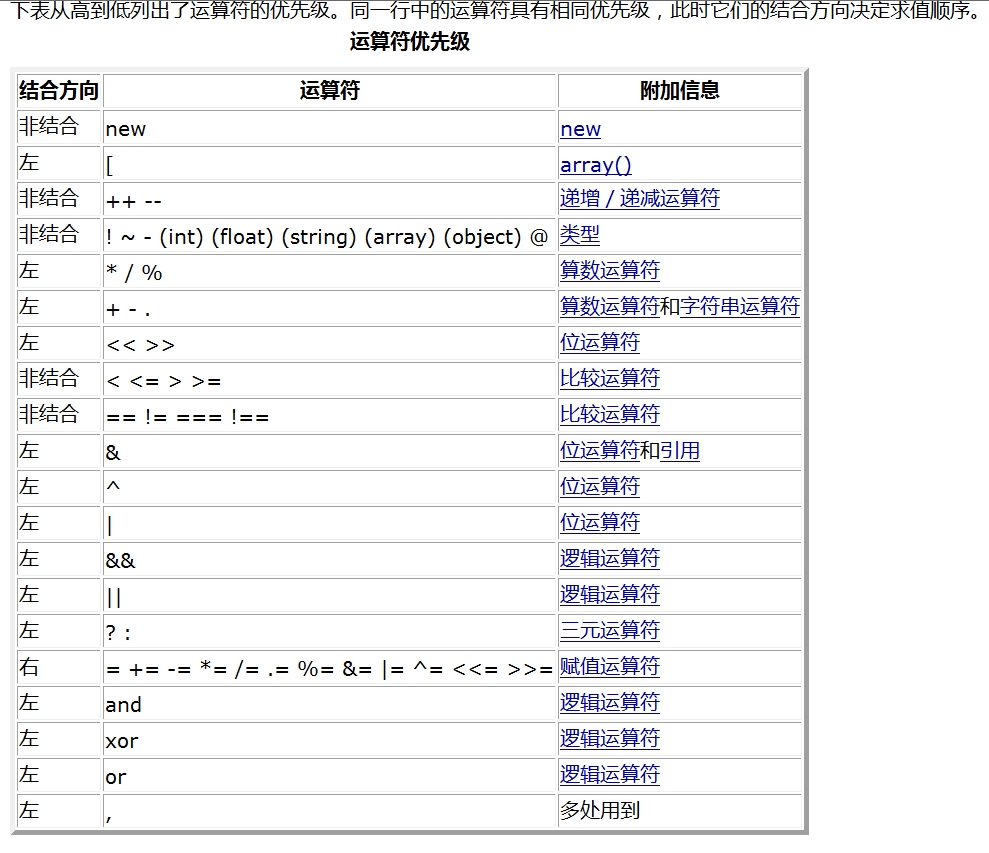 下表从高到低列出了运算符的优先级。同一行中的运算符具有相同优先级，此时它们的结合方向决定求值顺序。
运算符优先级
结合方向 运算符 附加信息
非结合 new new
左 [ array()
非结合 ++ -- 递增／递减运算符
非结合 ! ~ - (int) (float) (string) (array) (object) @ 类型
左 * / % 算数运算符
左 + - . 算数运算符和字符串运算符
左 << >> 位运算符
非结合 < <= > >= 比较运算符
非结合 == != === !== 比较运算符
左 & 位运算符和引用
左 ^ 位运算符
左 | 位运算符
左 && 逻辑运算符
左 || 逻辑运算符
左 ? : 三元运算符
右 = += -= *= /= .= %= &= |= ^= <<= >>= 赋值运算符
左 and 逻辑运算符
左 xor 逻辑运算符
左 or 逻辑运算符
左 , 多处用到